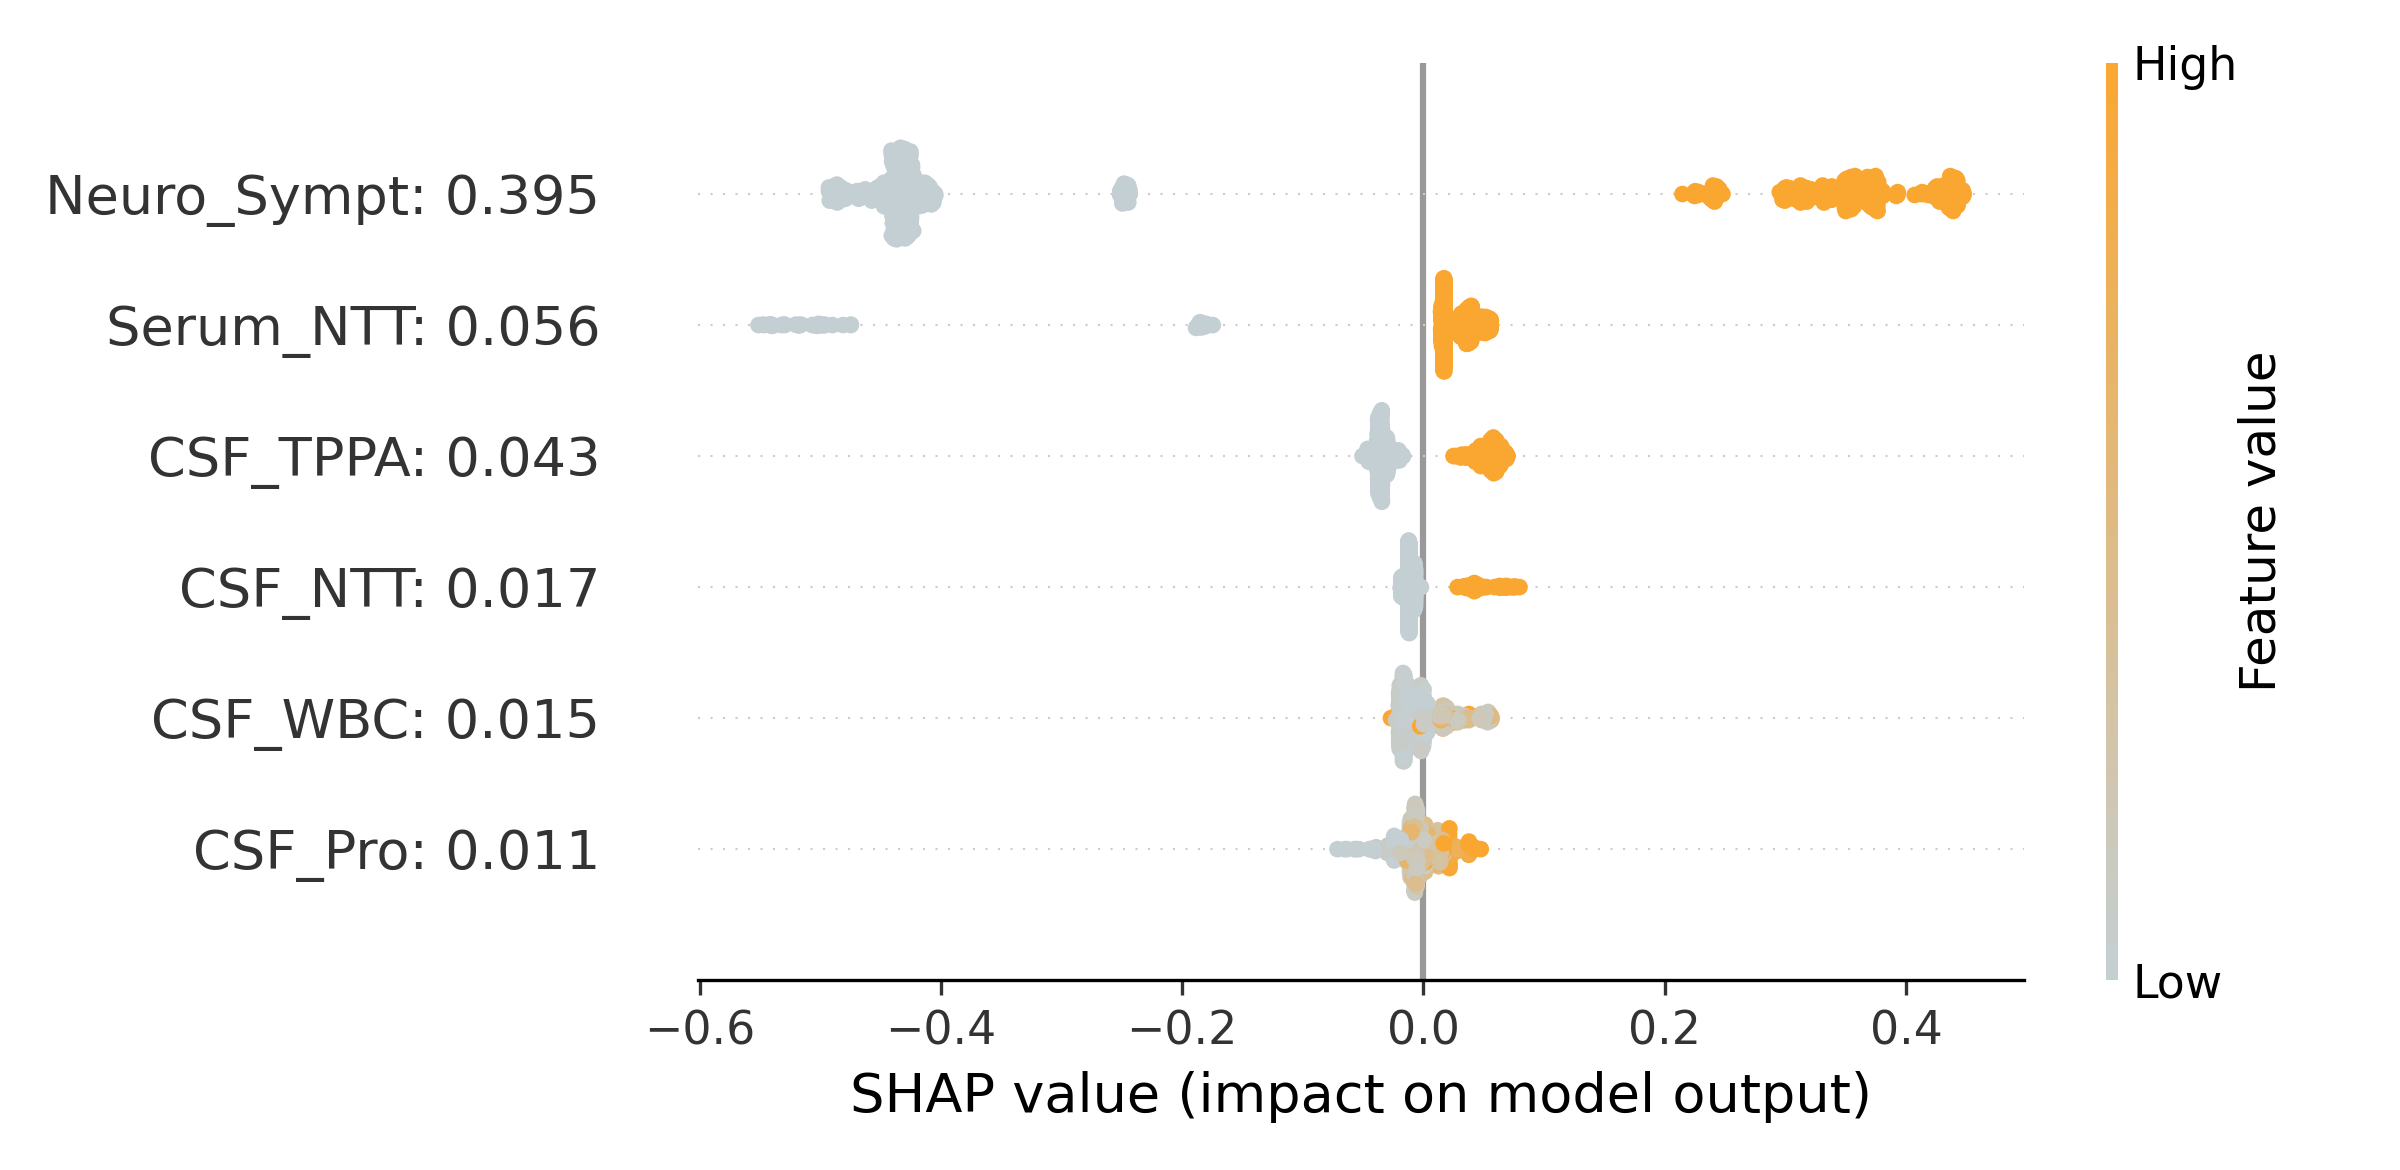 High
Neuro_Sympt: 0.395
Serum_NTT: 0.056
CSF_TPPA: 0.043
CSF_NTT: 0.017
CSF_WBC: 0.015
CSF_Pro: 0.011
Feature value
Low
−0.6 −0.4 −0.2 0.0 0.2 0.4
SHAP value (impact on model output)